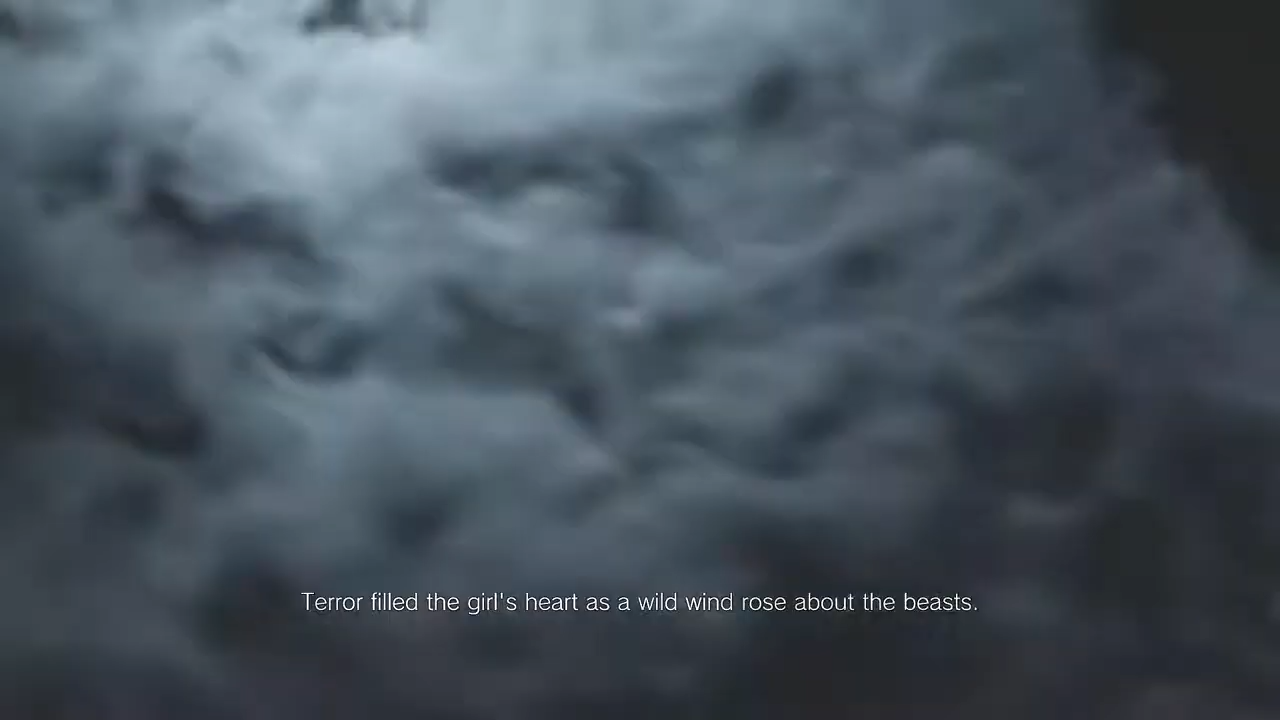 Terror filled the girl's heart as a wild wind rose about the beasts.